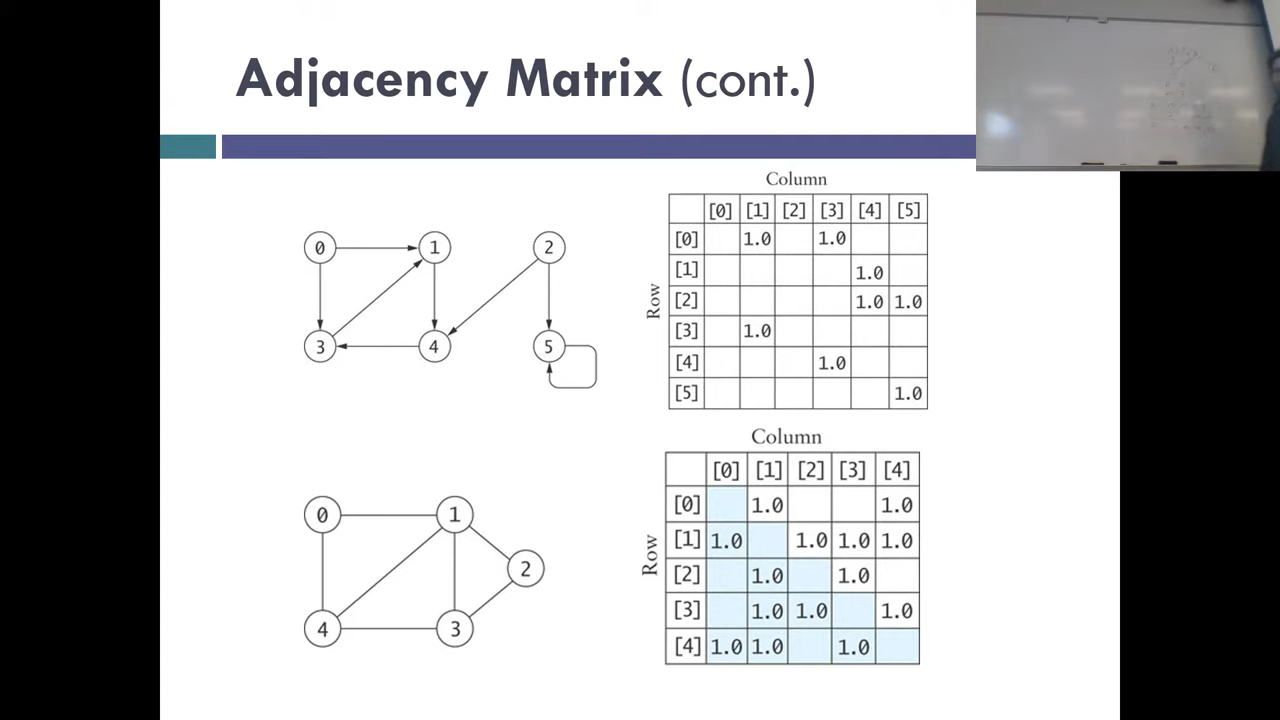 Adjacency Matrix (cont.)
0 1 2
3 4 5
Column
[0] [1] [2] [3] [4] [5]
Row
[0] 1.0 1.0
[1] 1.0
[2] 1.0 1.0
[3] 1.0
[4] 1.0
[5] 1.0
0 1
2
4 3
Column
[0] [1] [2] [3] [4]
Row
[0] 1.0 1.0
[1] 1.0 1.0 1.0 1.0
[2] 1.0 1.0
[3] 1.0 1.0 1.0
[4] 1.0 1.0 1.0